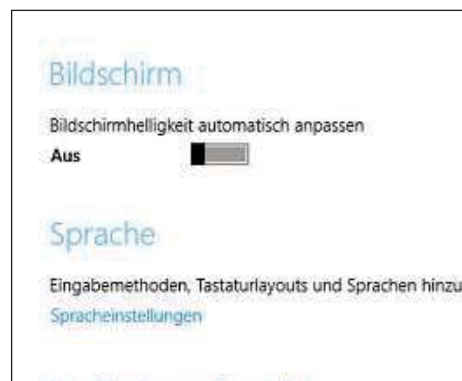 Bildschirm
Bildschirmhelligkeit automatisch anpassen
Aus
Sprache
Eingabemethoden, Tastaturlayouts und Sprachen hinzu
Spracheinstellungen